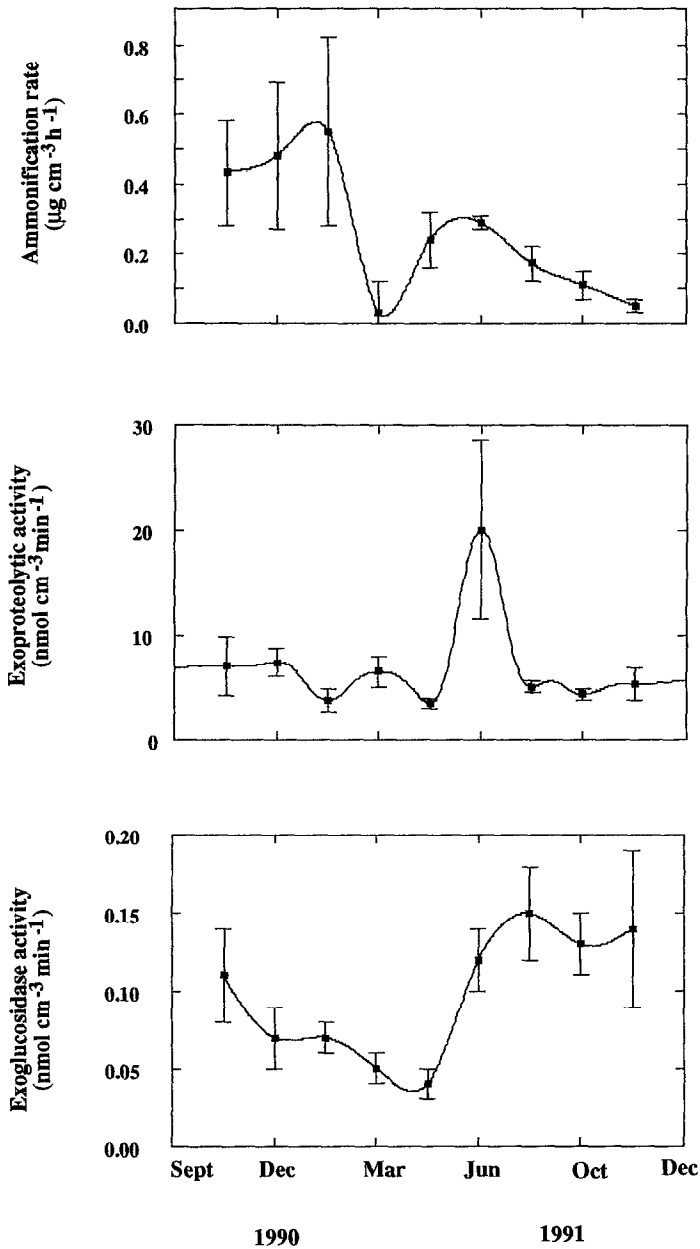 Ammonification rate
(µg cm -3 h -1)
0.8
0.6
0.4
0.2
0.0
Exoproteolytic activity
(nmol cm -3 min -1)
30
20
10
0
Exoglucosidase activity
(nmol cm -3 min -1)
0.20
0.15
0.10
0.05
0.00
Sept Dec Mar Jun Oct Dec
1990 1991